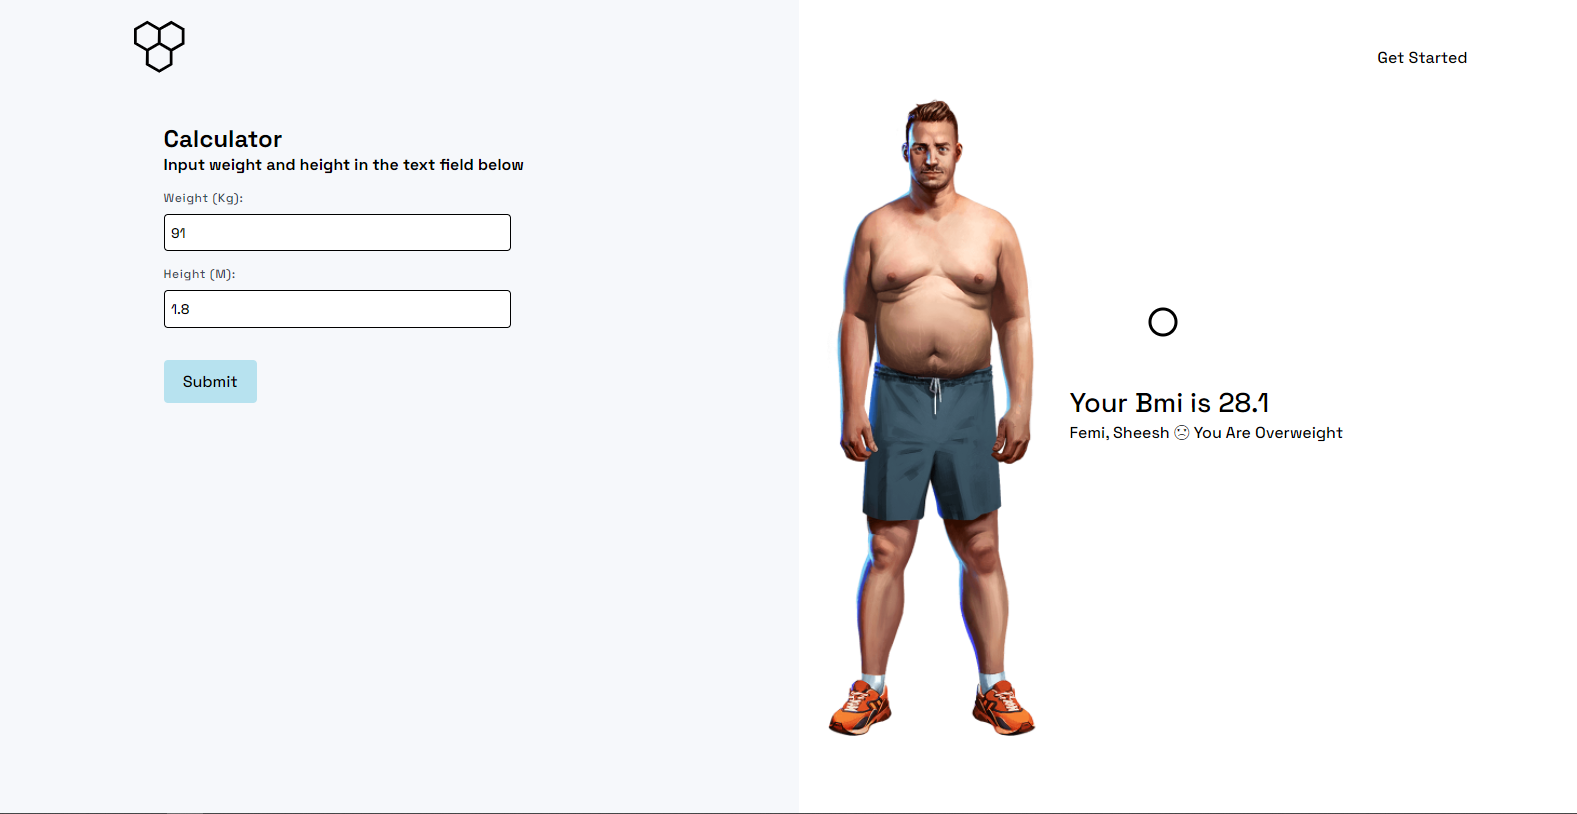 Get Started
Calculator
Input weight and height in the text field below
Weight (Kg):
91
Height (M):
1.8
Submit
Your Bmi is 28.1
Femi, Sheesh ☹ You Are Overweight